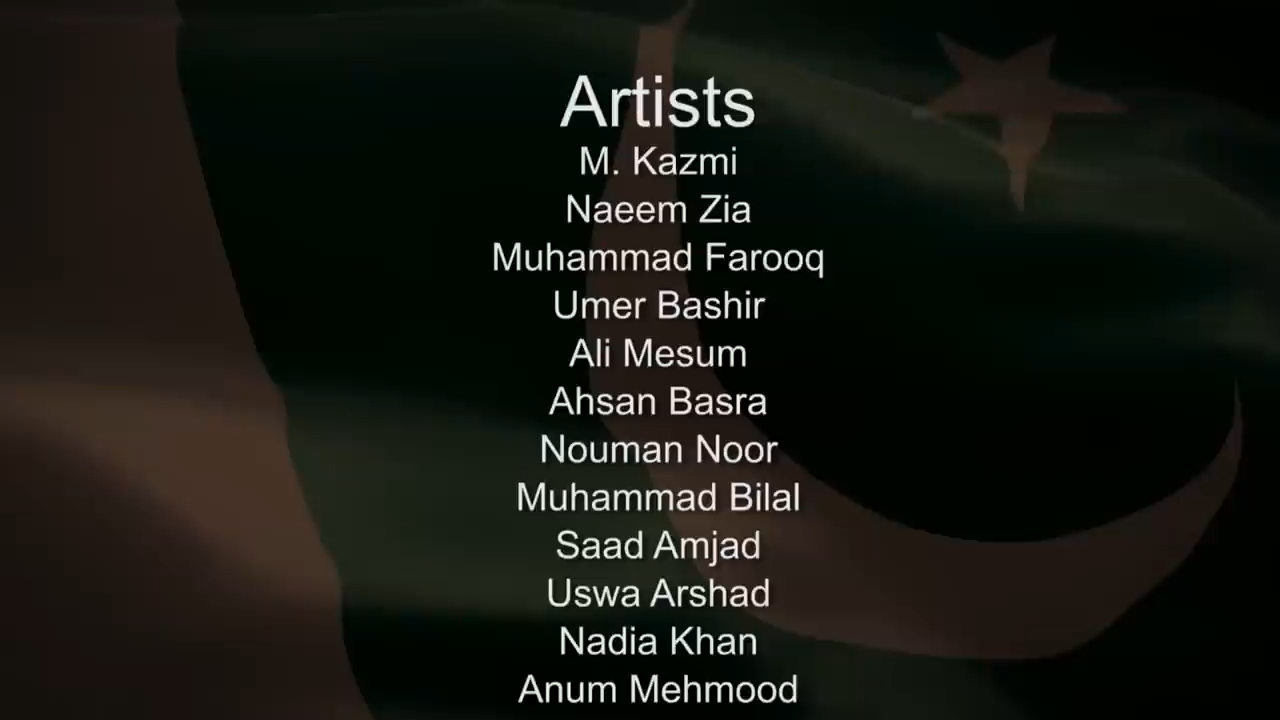 Artists
M. Kazmi
Naeem Zia
Muhammad Farooq
Umer Bashir
Ali Mesum
Ahsan Basra
Nouman Noor
Muhammad Bilal
Saad Amjad
Uswa Arshad
Nadia Khan
Anum Mehmood